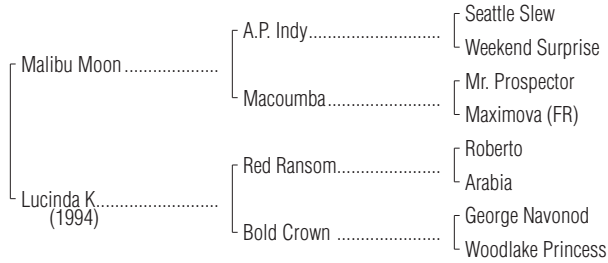 Seattle Slew
A.P. Indy
Weekend Surprise
Malibu Moon
Mr. Prospector
Macoumba
Maximova (FR)
Roberto
Red Ransom
Arabia
Lucinda K
(1994)
George Navonod
Bold Crown
Woodlake Princess